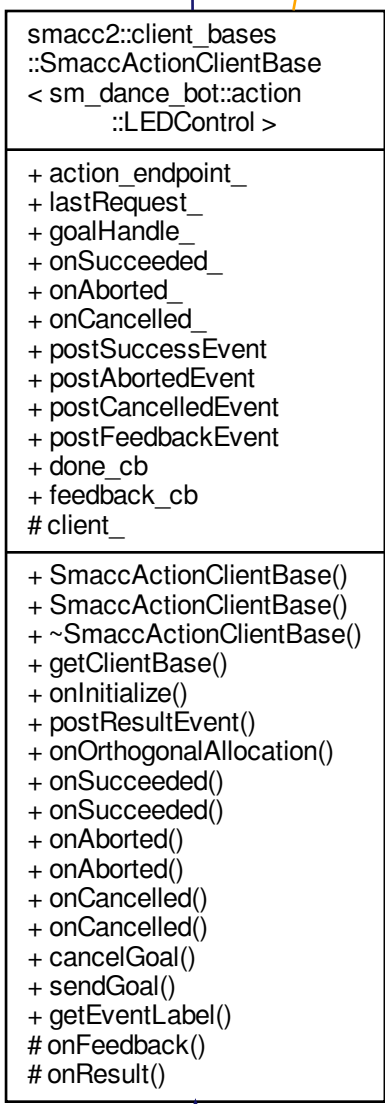 smacc2::client_bases
::SmaccActionClientBase
< sm_dance_bot::action
::LEDControl >
+ action_endpoint_
+ lastRequest_
+ goalHandle_
+ onSucceeded_
+ onAborted_
+ onCancelled_
+ postSuccessEvent
+ postAbortedEvent
+ postCancelledEvent
+ postFeedbackEvent
+ done_cb
+ feedback_cb
# client_
+ SmaccActionClientBase()
+ SmaccActionClientBase()
+ ~SmaccActionClientBase()
+ getClientBase()
+ onInitialize()
+ postResultEvent()
+ onOrthogonalAllocation()
+ onSucceeded()
+ onSucceeded()
+ onAborted()
+ onAborted()
+ onCancelled()
+ onCancelled()
+ cancelGoal()
+ sendGoal()
+ getEventLabel()
# onFeedback()
# onResult()